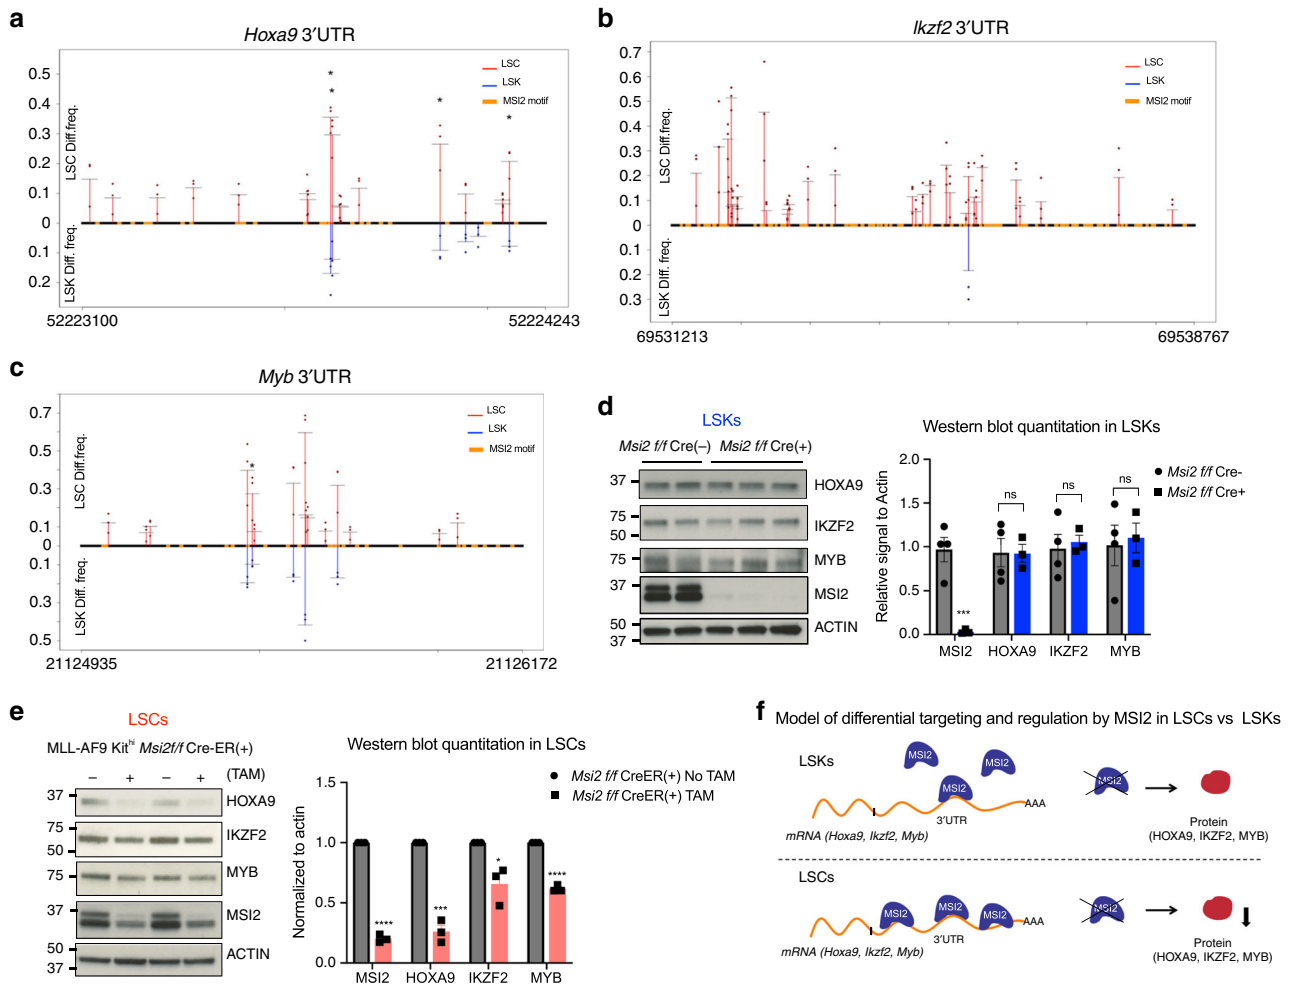 a
Hoxa9 3′UTR
LSC Diff.freq.
LSK Diff. freq.
0.5
0.4
0.3
0.2
0.1
0
0.1
0.2
LSC
LSK
MSI2 motif
*
*
*
*
52223100
52224243
b
Ikzf2 3′UTR
LSC Diff.freq.
LSK Diff. freq.
0.7
0.6
0.5
0.4
0.3
0.2
0.1
0
0.1
0.2
0.3
LSC
LSK
MSI2 motif
69531213
69538767
c
Myb 3′UTR
LSC Diff.freq.
LSK Diff. freq.
0.7
0.5
0.3
0.1
0
0.1
0.3
0.5
LSC
LSK
MSI2 motif
*
21124935
21126172
d
LSKs
Msi2 f/f Cre(–) Msi2 f/f Cre(+)
37
HOXA9
75
50
IKZF2
75
MYB
37
MSI2
50
37
ACTIN
Western blot quantitation in LSKs
Relative signal to Actin
2.0
1.5
1.0
0.5
0.0
Msi2 f/f Cre-
Msi2 f/f Cre+
***
ns
ns
ns
MSI2 HOXA9 IKZF2 MYB
e
LSCs
MLL-AF9 Kithi Msi2f/f Cre-ER(+)
– + – + (TAM)
37
HOXA9
75
50
IKZF2
75
MYB
37
MSI2
50
37
ACTIN
Western blot quantitation in LSCs
Normalized to actin
1.5
1.0
0.5
0.0
Msi2 f/f CreER(+) No TAM
Msi2 f/f CreER(+) TAM
****
***
*
****
MSI2 HOXA9 IKZF2 MYB
f
Model of differential targeting and regulation by MSI2 in LSCs vs LSKs
LSKs
MSI2
MSI2
MSI2
AAA
3′UTR
mRNA (Hoxa9, Ikzf2, Myb)
MSI2
Protein
(HOXA9, IKZF2, MYB)
LSCs
MSI2
MSI2
MSI2
AAA
3′UTR
mRNA (Hoxa9, Ikzf2, Myb)
MSI2
Protein
(HOXA9, IKZF2, MYB)